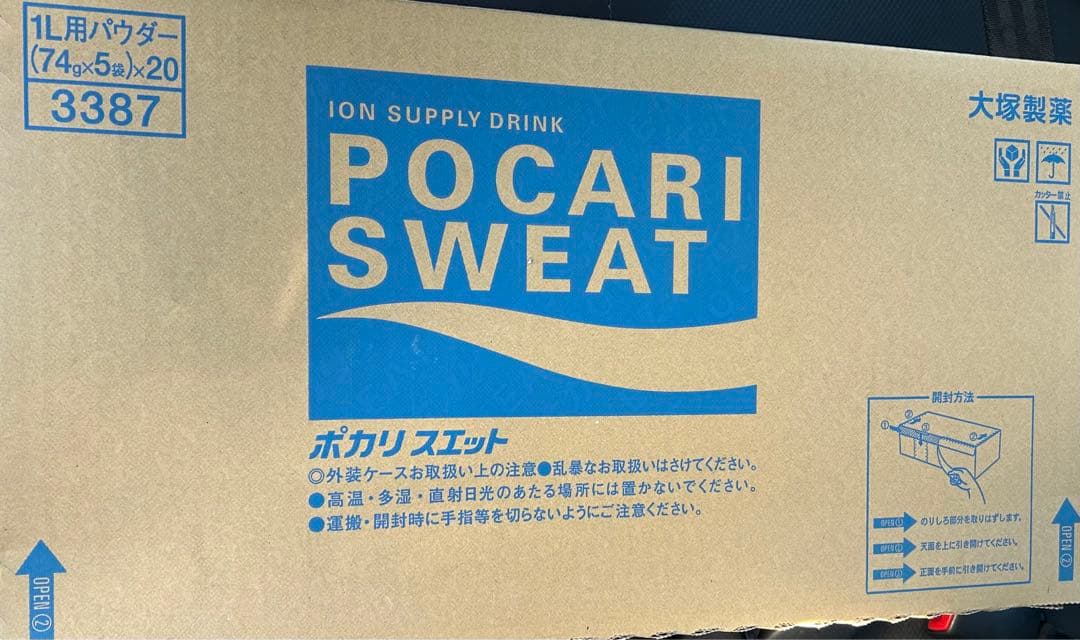 1L用パウダー
(74g×5袋)×20
3387
ION SUPPLY DRINK
POCARI
SWEAT
ポカリスエット
◎外装ケースお取扱い上の注意●乱暴なお取扱いはさけてください。
●高温・多湿・直射日光のあたる場所には置かないでください。
●運搬・開封時に手指等を切らないようにご注意ください。
大塚製薬
カッター禁止
開封方法
① ② ③ ②
OPEN① のりしろ部分を取りはずします。
OPEN② 天面を上に引き開けてください。
OPEN③ 正面を手前に引き開けてください。
OPEN②
OPEN②